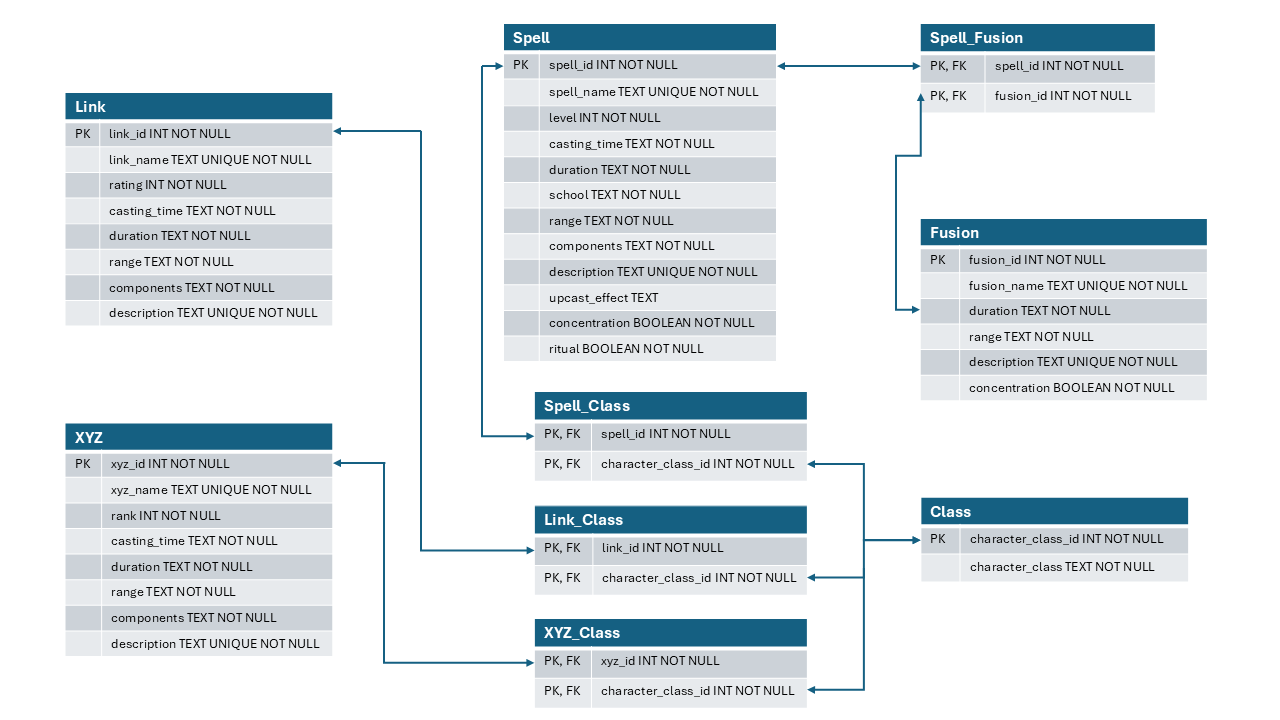 Link
PK link_id INT NOT NULL
link_name TEXT UNIQUE NOT NULL
rating INT NOT NULL
casting_time TEXT NOT NULL
duration TEXT NOT NULL
range TEXT NOT NULL
components TEXT NOT NULL
description TEXT UNIQUE NOT NULL
XYZ
PK xyz_id INT NOT NULL
xyz_name TEXT UNIQUE NOT NULL
rank INT NOT NULL
casting_time TEXT NOT NULL
duration TEXT NOT NULL
range TEXT NOT NULL
components TEXT NOT NULL
description TEXT UNIQUE NOT NULL
Spell
PK spell_id INT NOT NULL
spell_name TEXT UNIQUE NOT NULL
level INT NOT NULL
casting_time TEXT NOT NULL
duration TEXT NOT NULL
school TEXT NOT NULL
range TEXT NOT NULL
components TEXT NOT NULL
description TEXT UNIQUE NOT NULL
upcast_effect TEXT
concentration BOOLEAN NOT NULL
ritual BOOLEAN NOT NULL
Spell_Class
PK, FK spell_id INT NOT NULL
PK, FK character_class_id INT NOT NULL
Link_Class
PK, FK link_id INT NOT NULL
PK, FK character_class_id INT NOT NULL
XYZ_Class
PK, FK xyz_id INT NOT NULL
PK, FK character_class_id INT NOT NULL
Spell_Fusion
PK, FK spell_id INT NOT NULL
PK, FK fusion_id INT NOT NULL
Fusion
PK fusion_id INT NOT NULL
fusion_name TEXT UNIQUE NOT NULL
duration TEXT NOT NULL
range TEXT NOT NULL
description TEXT UNIQUE NOT NULL
concentration BOOLEAN NOT NULL
Class
PK character_class_id INT NOT NULL
character_class TEXT NOT NULL